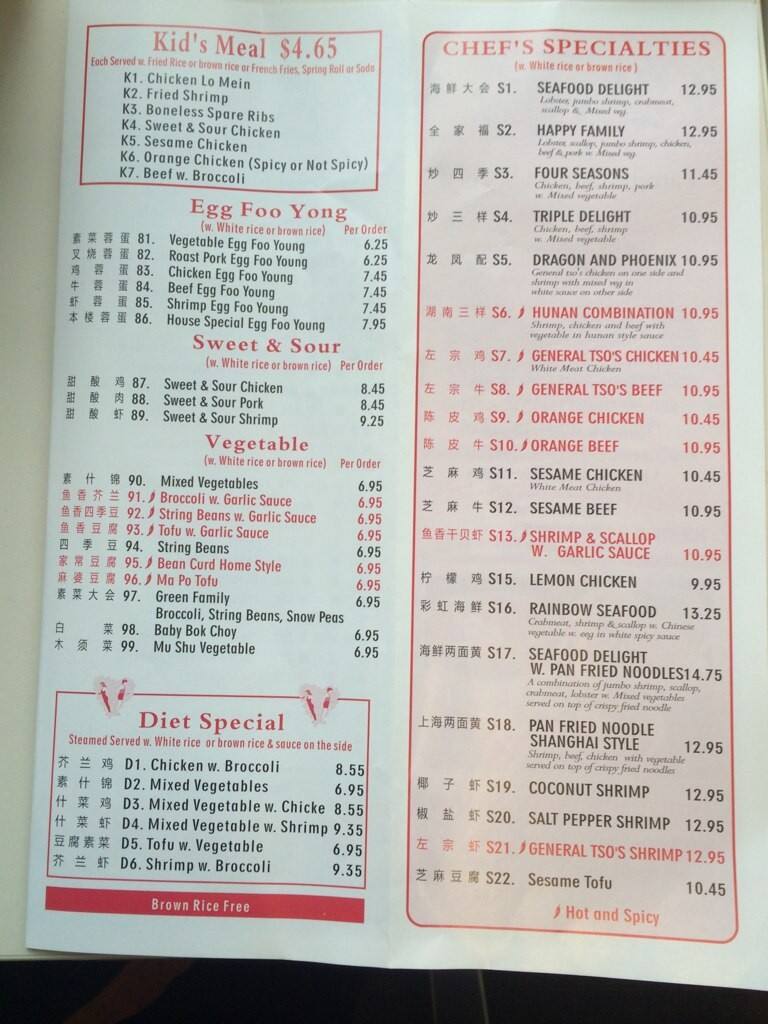 Kid's Meal $4.65
Each Served w. Fried Rice or brown rice or French Fries, Spring Roll or Soda
K1. Chicken Lo Mein
K2. Fried Shrimp
K3. Boneless Spare Ribs
K4. Sweet & Sour Chicken
K5. Sesame Chicken
K6. Orange Chicken (Spicy or Not Spicy)
K7. Beef w. Broccoli
Egg Foo Yong
(w. White rice or brown rice) Per Order
素菜蓉蛋 81. Vegetable Egg Foo Young 6.25
叉烧蓉蛋 82. Roast Pork Egg Foo Young 6.25
鸡蓉蛋 83. Chicken Egg Foo Young 7.45
牛蓉蛋 84. Beef Egg Foo Young 7.45
虾蓉蛋 85. Shrimp Egg Foo Young 7.45
本楼蓉蛋 86. House Special Egg Foo Young 7.95
Sweet & Sour
(w. White rice or brown rice) Per Order
甜酸鸡 87. Sweet & Sour Chicken 8.45
甜酸肉 88. Sweet & Sour Pork 8.45
甜酸虾 89. Sweet & Sour Shrimp 9.25
Vegetable
(w. White rice or brown rice) Per Order
素什锦 90. Mixed Vegetables 6.95
鱼香芥兰 91. Broccoli w. Garlic Sauce 6.95
鱼香四季豆 92. String Beans w. Garlic Sauce 6.95
鱼香豆腐 93. Tofu w. Garlic Sauce 6.95
四季豆 94. String Beans 6.95
家常豆腐 95. Bean Curd Home Style 6.95
麻婆豆腐 96. Ma Po Tofu 6.95
素菜大会 97. Green Family 6.95
Broccoli, String Beans, Snow Peas
白菜 98. Baby Bok Choy 6.95
木须菜 99. Mu Shu Vegetable 6.95
Diet Special
Steamed Served w. White rice or brown rice & sauce on the side
芥兰鸡 D1. Chicken w. Broccoli 8.55
素什锦 D2. Mixed Vegetables 6.95
什菜鸡 D3. Mixed Vegetable w. Chicke 8.55
什菜虾 D4. Mixed Vegetable w. Shrimp 9.35
豆腐素菜 D5. Tofu w. Vegetable 6.95
芥兰虾 D6. Shrimp w. Broccoli 9.35
Brown Rice Free
CHEF'S SPECIALTIES
(w. White rice or brown rice)
海鲜大会 S1. SEAFOOD DELIGHT 12.95
Lobster, jumbo shrimp, crabmeat,
scallop &, Mixed veg
全家福 S2. HAPPY FAMILY 12.95
Lobster, scallop, jumbo shrimp, chicken,
beef & pork w. Mixed veg.
炒四季 S3. FOUR SEASONS 11.45
Chicken, beef, shrimp, pork
w. Mixed vegetable
炒三样 S4. TRIPLE DELIGHT 10.95
Chicken, beef, shrimp
w. Mixed vegetable
龙凤配 S5. DRAGON AND PHOENIX 10.95
General tso's chicken on one side and
shrimp with mixed veg in
white sauce on other side
湖南三样 S6. HUNAN COMBINATION 10.95
Shrimp, chicken and beef with
vegetable in hunan style sauce
左宗鸡 S7. GENERAL TSO'S CHICKEN 10.45
White Meat Chicken
左宗牛 S8. GENERAL TSO'S BEEF 10.95
陈皮鸡 S9. ORANGE CHICKEN 10.45
陈皮牛 S10. ORANGE BEEF 10.95
芝麻鸡 S11. SESAME CHICKEN 10.45
White Meat Chicken
芝麻牛 S12. SESAME BEEF 10.95
鱼香干贝虾 S13. SHRIMP & SCALLOP
W. GARLIC SAUCE 10.95
柠檬鸡 S15. LEMON CHICKEN 9.95
彩虹海鲜 S16. RAINBOW SEAFOOD 13.25
Crabmeat, shrimp & scallop w. Chinese
vegetable w. egg in white spicy sauce
海鲜两面黄 S17. SEAFOOD DELIGHT
W. PAN FRIED NOODLES 14.75
A combination of jumbo shrimp, scallop,
crabmeat, lobster w. Mixed vegetables
served on top of crispy fried noodle
上海两面黄 S18. PAN FRIED NOODLE
SHANGHAI STYLE 12.95
Shrimp, beef, chicken with vegetable
served on top of crispy fried noodles
椰子虾 S19. COCONUT SHRIMP 12.95
椒盐虾 S20. SALT PEPPER SHRIMP 12.95
左宗虾 S21. GENERAL TSO'S SHRIMP 12.95
芝麻豆腐 S22. Sesame Tofu 10.45
Hot and Spicy